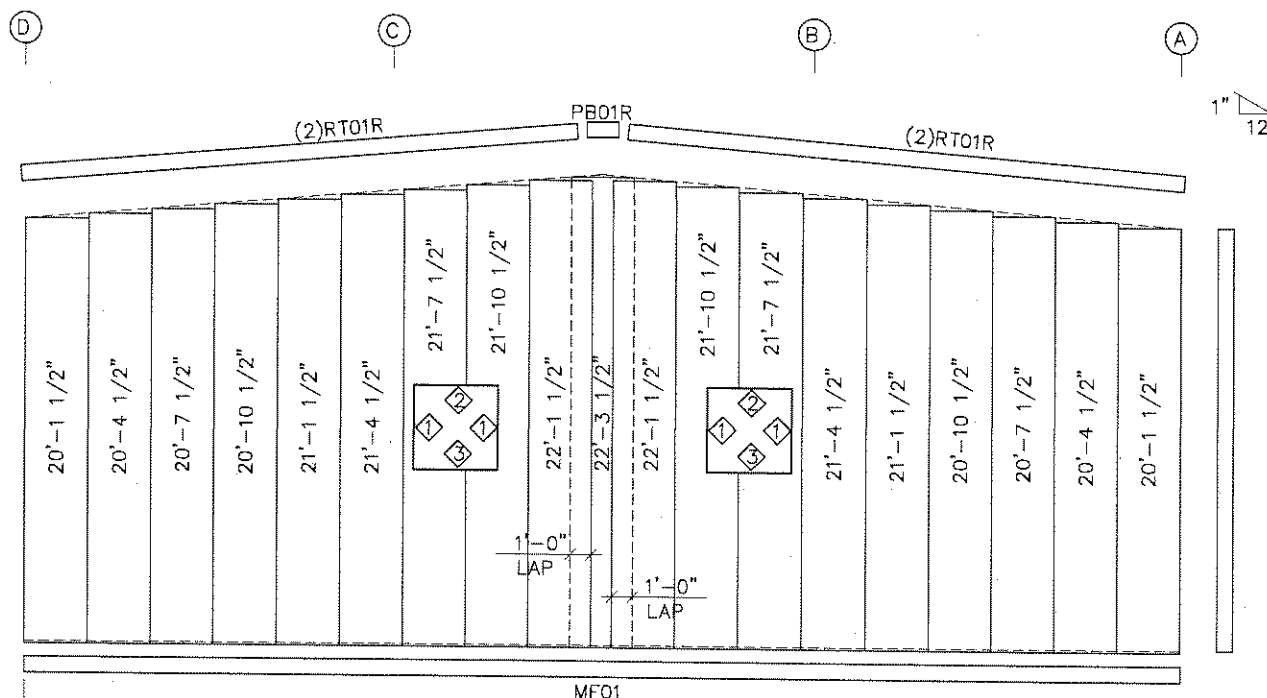 D
C
B
A
1"
12
PB01R
(2)RT01R
(2)RT01R
20'-1 1/2"
20'-4 1/2"
20'-7 1/2"
20'-10 1/2"
21'-1 1/2"
21'-4 1/2"
21'-7 1/2"
21'-10 1/2"
22'-1 1/2"
22'-3 1/2"
22'-1 1/2"
21'-10 1/2"
21'-7 1/2"
21'-4 1/2"
21'-1 1/2"
20'-10 1/2"
20'-7 1/2"
20'-4 1/2"
20'-1 1/2"
2
1 1
3
2
1 1
3
1'-0"
LAP
1'-0"
LAP
MF01